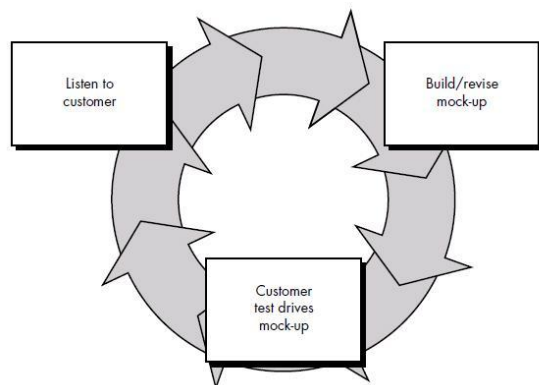 Listen to
customer
Build/revise
mock-up
Customer
test drives
mock-up